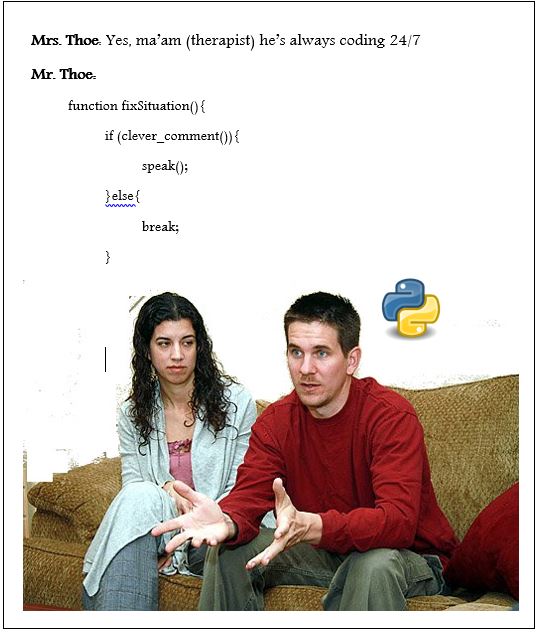 Mrs. Thoe: Yes, ma’am (therapist) he’s always coding 24/7
Mr. Thoe:
function fixSituation(){
if (clever_comment()){
speak();
}else{
break;
}